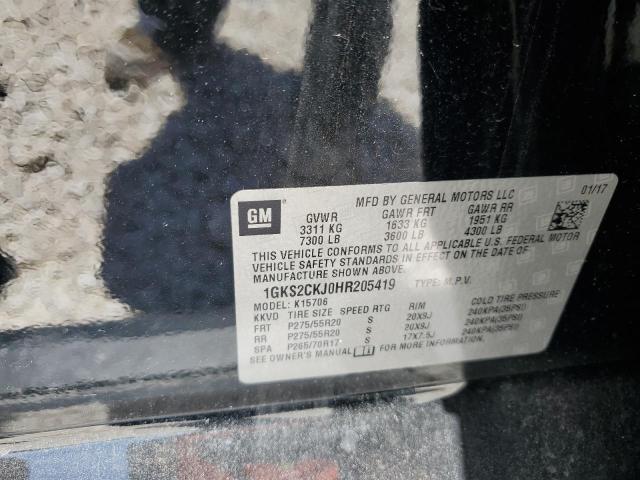 GM
MFD BY GENERAL MOTORS LLC 01/17
GVWR GAWR FRT GAWR RR
3311 KG 1633 KG 1951 KG
7300 LB 3600 LB 4300 LB
THIS VEHICLE CONFORMS TO ALL APPLICABLE U.S. FEDERAL MOTOR
VEHICLE SAFETY STANDARDS IN EFFECT ON THE DATE OF
MANUFACTURE SHOWN ABOVE.
1GKS2CKJ0HR205419 TYPE: M.P.V.
MODEL: K15706
KKVD TIRE SIZE SPEED RTG RIM COLD TIRE PRESSURE
FRT P275/55R20 S 20X9J 240KPA(35PSI)
RR P275/55R20 S 20X9J 240KPA(35PSI)
SPA P265/70R17 S 17X7.5J 240KPA(35PSI)
SEE OWNER'S MANUAL FOR MORE INFORMATION.